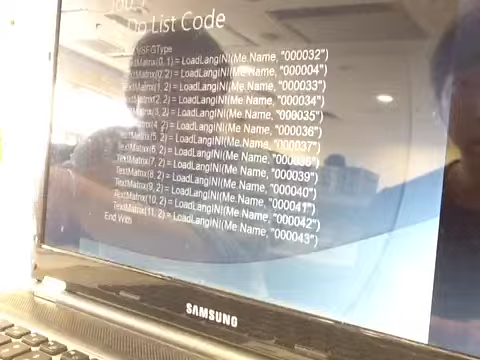 Do List Code
MSFGType
TextMatrix(0, 1) = LoadLangINI(Me.Name, "000032")
TextMatrix(0, 2) = LoadLangINI(Me.Name, "000004")
TextMatrix(1, 2) = LoadLangINI(Me.Name, "000033")
TextMatrix(2, 2) = LoadLangINI(Me.Name, "000034")
TextMatrix(3, 2) = LoadLangINI(Me.Name, "000035")
TextMatrix(4, 2) = LoadLangINI(Me.Name, "000036")
TextMatrix(5, 2) = LoadLangINI(Me.Name, "000037")
TextMatrix(6, 2) = LoadLangINI(Me.Name, "000038")
TextMatrix(7, 2) = LoadLangINI(Me.Name, "000039")
TextMatrix(8, 2) = LoadLangINI(Me.Name, "000040")
TextMatrix(9, 2) = LoadLangINI(Me.Name, "000041")
TextMatrix(10, 2) = LoadLangINI(Me.Name, "000042")
TextMatrix(11, 2) = LoadLangINI(Me.Name, "000043")
End With
SAMSUNG